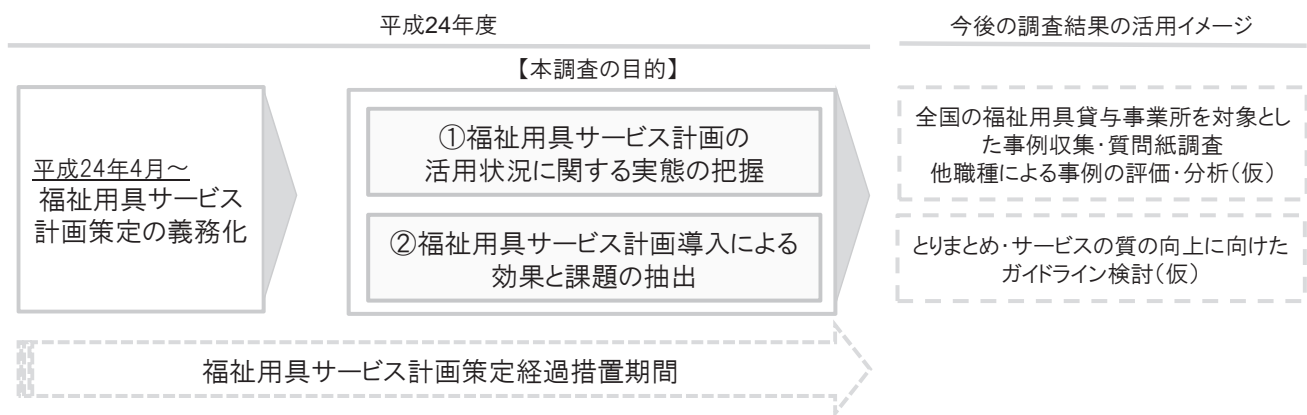 平成24年度
今後の調査結果の活用イメージ
【本調査の目的】
平成24年4月~
福祉用具サービス
計画策定の義務化
①福祉用具サービス計画の
活用状況に関する実態の把握
②福祉用具サービス計画導入による
効果と課題の抽出
全国の福祉用具貸与事業所を対象とし
た事例収集・質問紙調査
他職種による事例の評価・分析(仮)
とりまとめ・サービスの質の向上に向けた
ガイドライン検討(仮)
福祉用具サービス計画策定経過措置期間